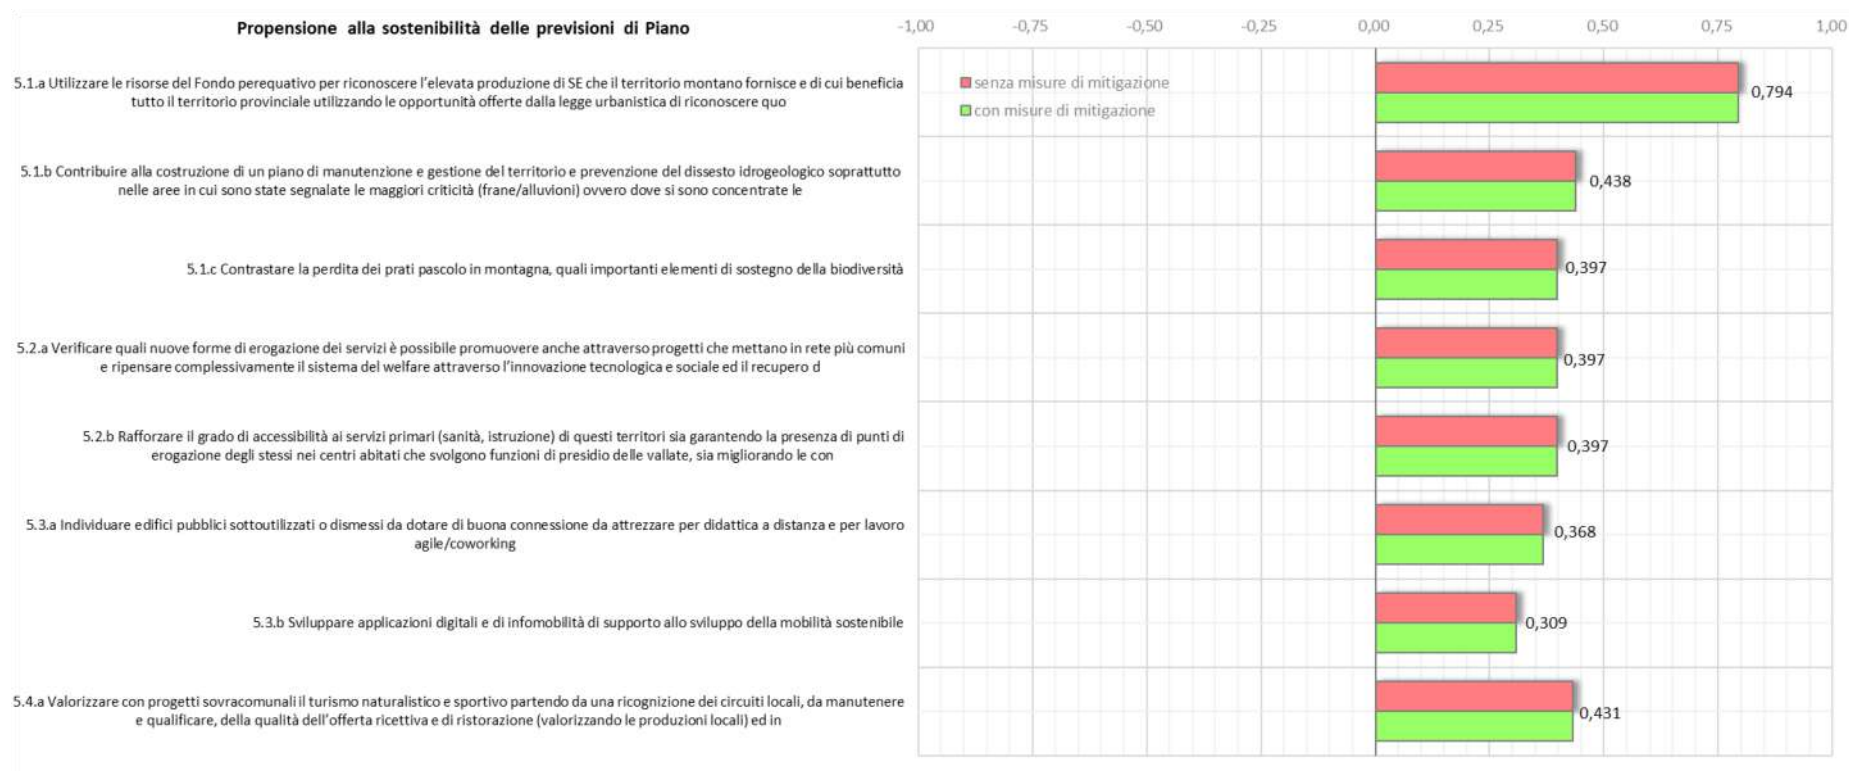 Propensione alla sostenibilità delle previsioni di Piano
-1,00 -0,75 -0,50 -0,25 0,00 0,25 0,50 0,75 1,00
senza misure di mitigazione
con misure di mitigazione
5.1.a Utilizzare le risorse del Fondo perequativo per riconoscere l'elevata produzione di SE che il territorio montano fornisce e di cui beneficia
tutto il territorio provinciale utilizzando le opportunità offerte dalla legge urbanistica di riconoscere quo
0,794
5.1.b Contribuire alla costruzione di un piano di manutenzione e gestione del territorio e prevenzione del dissesto idrogeologico soprattutto
nelle aree in cui sono state segnalate le maggiori criticità (frane/alluvioni) ovvero dove si sono concentrate le
0,438
5.1.c Contrastare la perdita dei prati pascolo in montagna, quali importanti elementi di sostegno della biodiversità
0,397
5.2.a Verificare quali nuove forme di erogazione dei servizi è possibile promuovere anche attraverso progetti che mettano in rete più comuni
e ripensare complessivamente il sistema del welfare attraverso l'innovazione tecnologica e sociale ed il recupero d
0,397
5.2.b Rafforzare il grado di accessibilità ai servizi primari (sanità, istruzione) di questi territori sia garantendo la presenza di punti di
erogazione degli stessi nei centri abitati che svolgono funzioni di presidio delle vallate, sia migliorando le con
0,397
5.3.a Individuare edifici pubblici sottoutilizzati o dismessi da dotare di buona connessione da attrezzare per didattica a distanza e per lavoro
agile/coworking
0,368
5.3.b Sviluppare applicazioni digitali e di infomobilità di supporto allo sviluppo della mobilità sostenibile
0,309
5.4.a Valorizzare con progetti sovracomunali il turismo naturalistico e sportivo partendo da una ricognizione dei circuiti locali, da manutenere
e qualificare, della qualità dell'offerta ricettiva e di ristorazione (valorizzando le produzioni locali) ed in
0,431